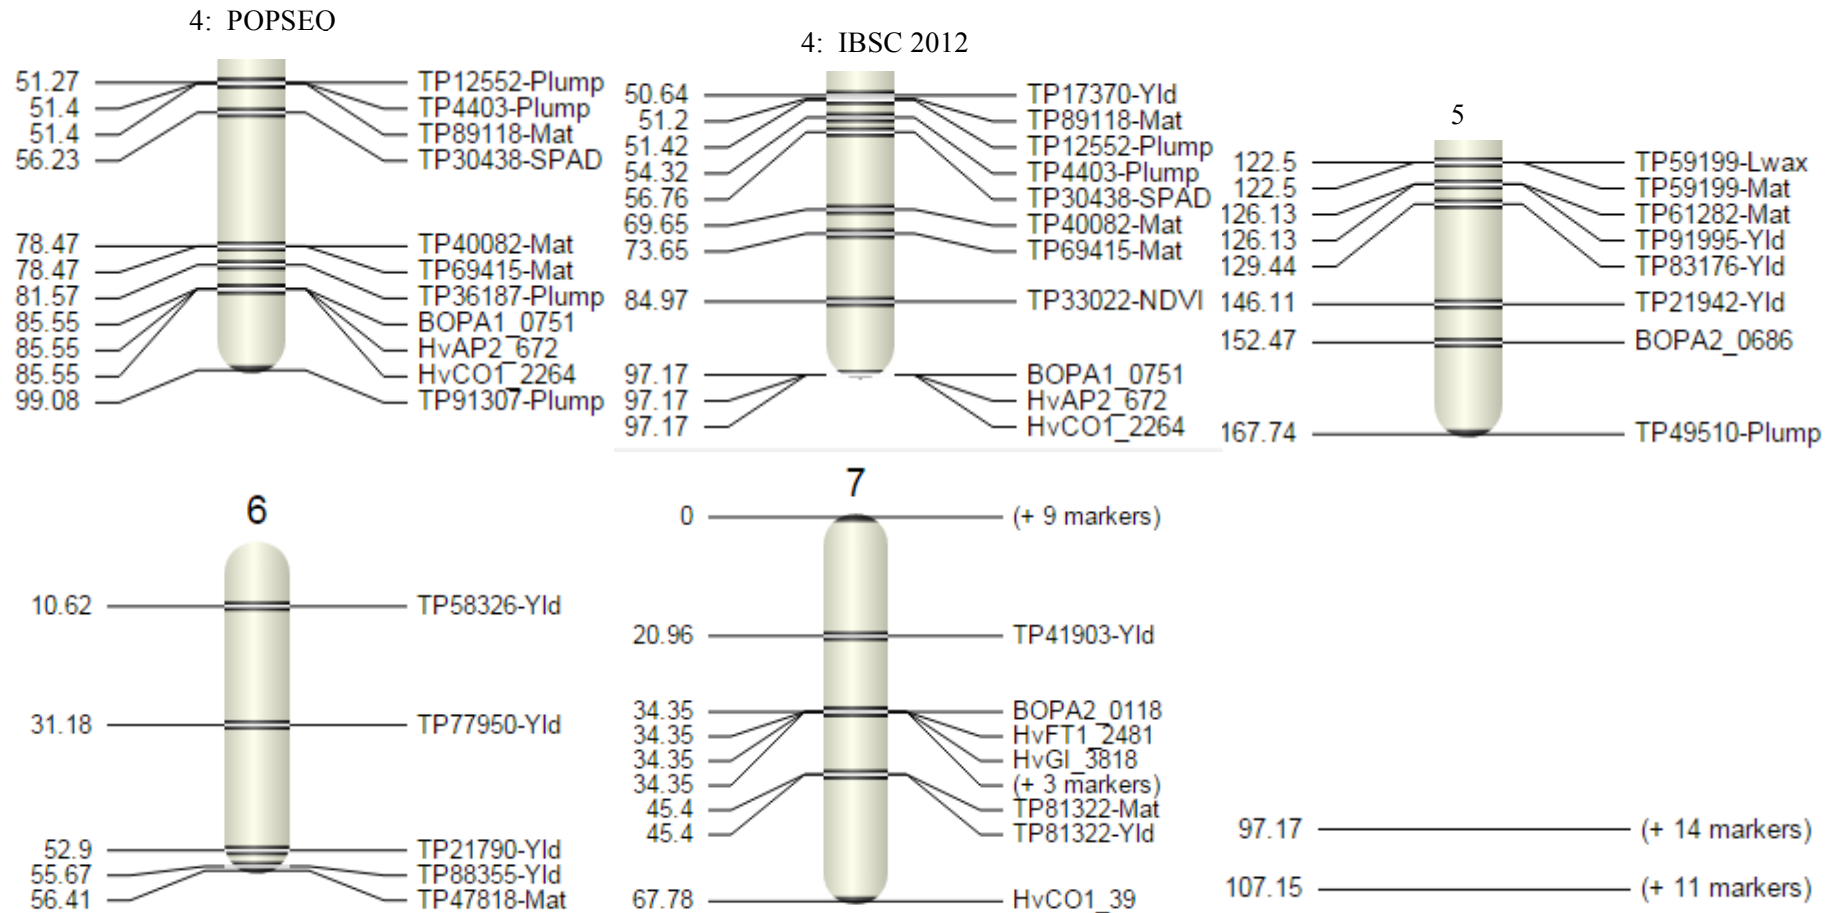 4: POPSEQ
51.27 TP12552-Plump
51.4 TP4403-Plump
51.4 TP89118-Mat
56.23 TP30438-SPAD
78.47 TP40082-Mat
78.47 TP69415-Mat
81.57 TP36187-Plump
85.55 BOPA1_0751
85.55 HvAP2_672
85.55 HvCO1_2264
99.08 TP91307-Plump
4: IBSC 2012
50.64 TP17370-Yld
51.2 TP89118-Mat
51.42 TP12552-Plump
54.32 TP4403-Plump
56.76 TP30438-SPAD
69.65 TP40082-Mat
73.65 TP69415-Mat
84.97 TP33022-NDVI
97.17 BOPA1_0751
97.17 HvAP2_672
97.17 HvCO1_2264
5
122.5 TP59199-Lwax
122.5 TP59199-Mat
126.13 TP61282-Mat
126.13 TP91995-Yld
129.44 TP83176-Yld
146.11 TP21942-Yld
152.47 BOPA2_0686
167.74 TP49510-Plump
6
10.62 TP58326-Yld
31.18 TP77950-Yld
52.9 TP21790-Yld
55.67 TP88355-Yld
56.41 TP47818-Mat
7
0 (+ 9 markers)
20.96 TP41903-Yld
34.35 BOPA2_0118
34.35 HvFT1_2481
34.35 HvGI_3818
34.35 (+ 3 markers)
45.4 TP81322-Mat
45.4 TP81322-Yld
67.78 HvCO1_39
97.17 (+ 14 markers)
107.15 (+ 11 markers)